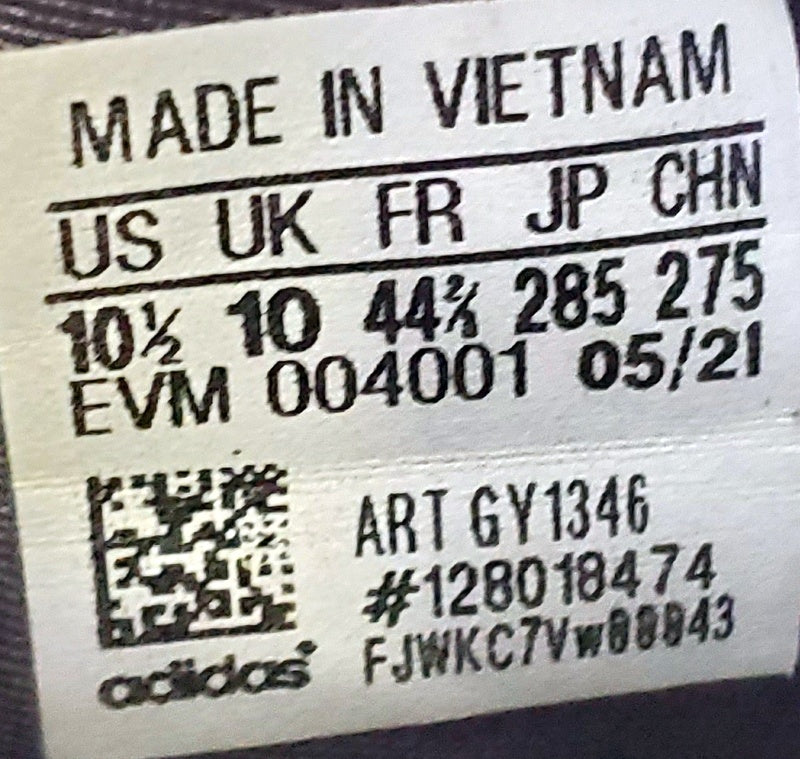 MADE IN VIETNAM
US UK FR JP CHN
10½ 10 44⅔ 285 275
EVM 004001 05/21
ART GY1346
#128018474
adidas